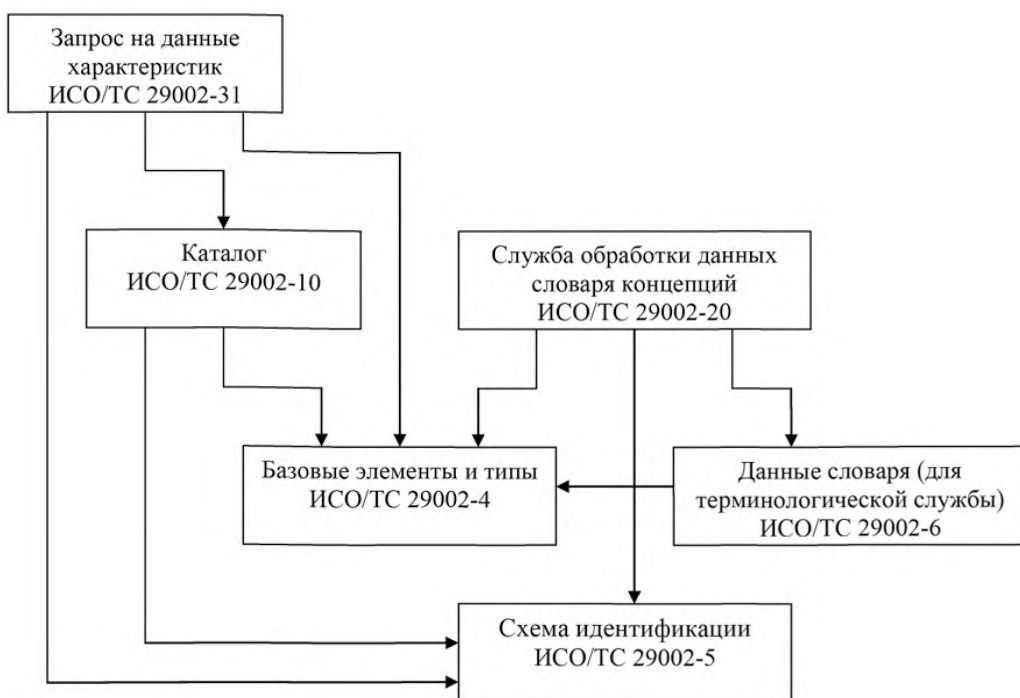 Запрос на данные
характеристик
ИСО/ТС 29002-31
Каталог
ИСО/ТС 29002-10
Служба обработки данных
словаря концепций
ИСО/ТС 29002-20
Базовые элементы и типы
ИСО/ТС 29002-4
Данные словаря (для
терминологической службы)
ИСО/ТС 29002-6
Схема идентификации
ИСО/ТС 29002-5